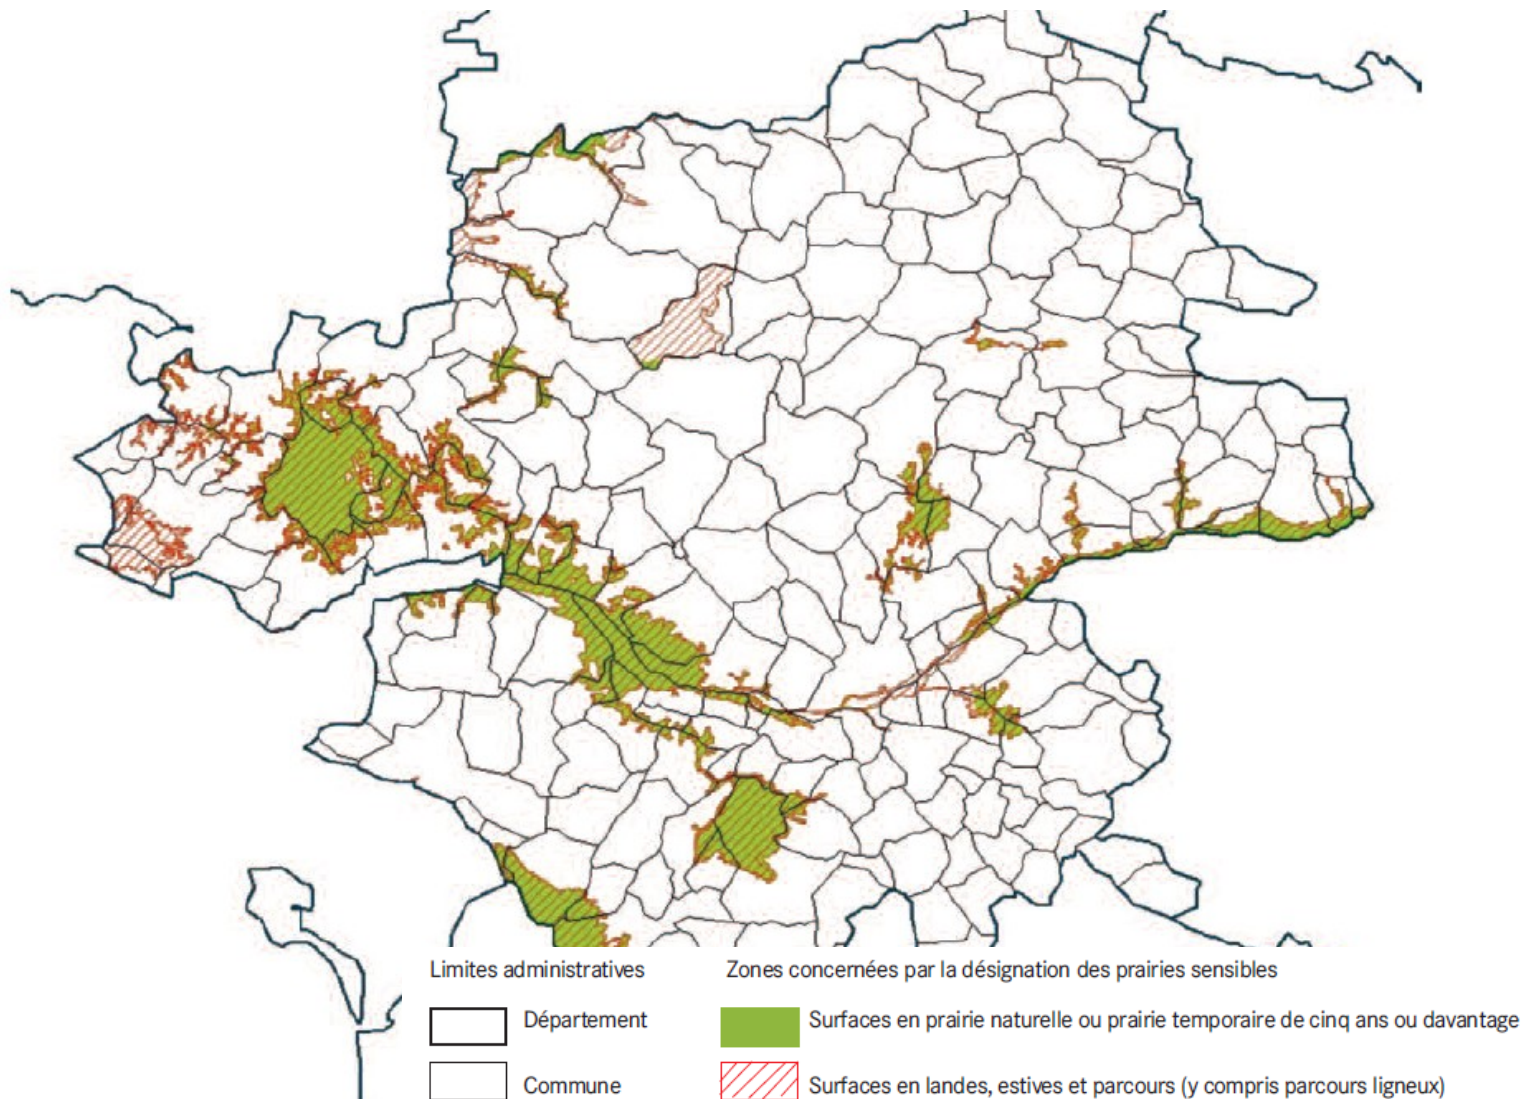 Limites administratives
Zones concernées par la désignation des prairies sensibles
Département
Surfaces en prairie naturelle ou prairie temporaire de cinq ans ou davantage
Commune
Surfaces en landes, estives et parcours (y compris parcours ligneux)